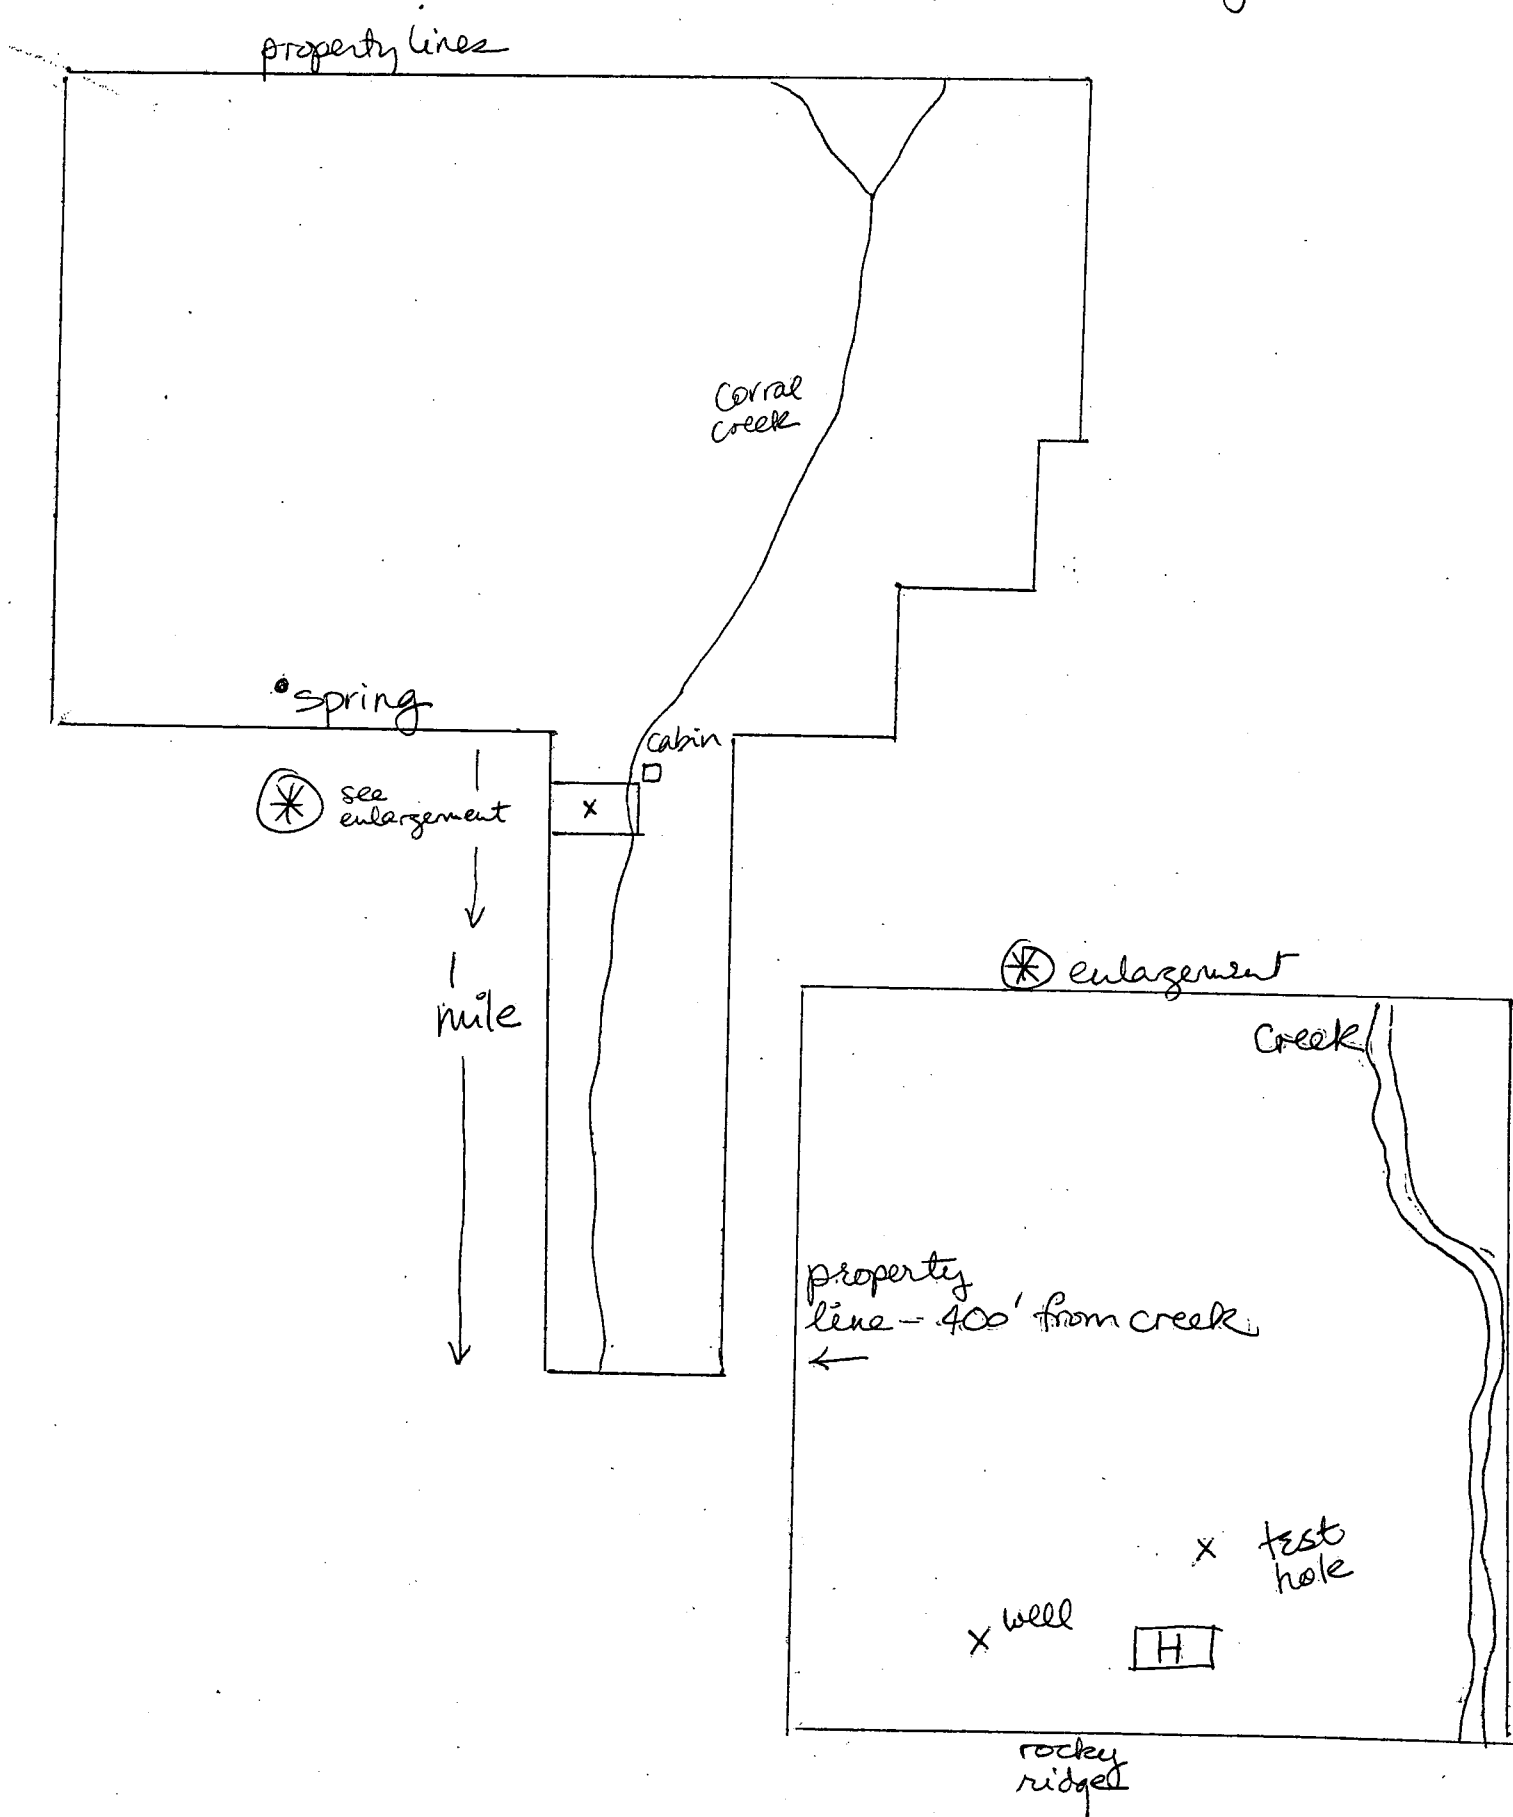 property lines
Corral
creek
spring
cabin
see
enlargement
x
1
mile
enlargement
Creek
property
line - 400' from creek
x test
hole
x well
H
rocky
ridge